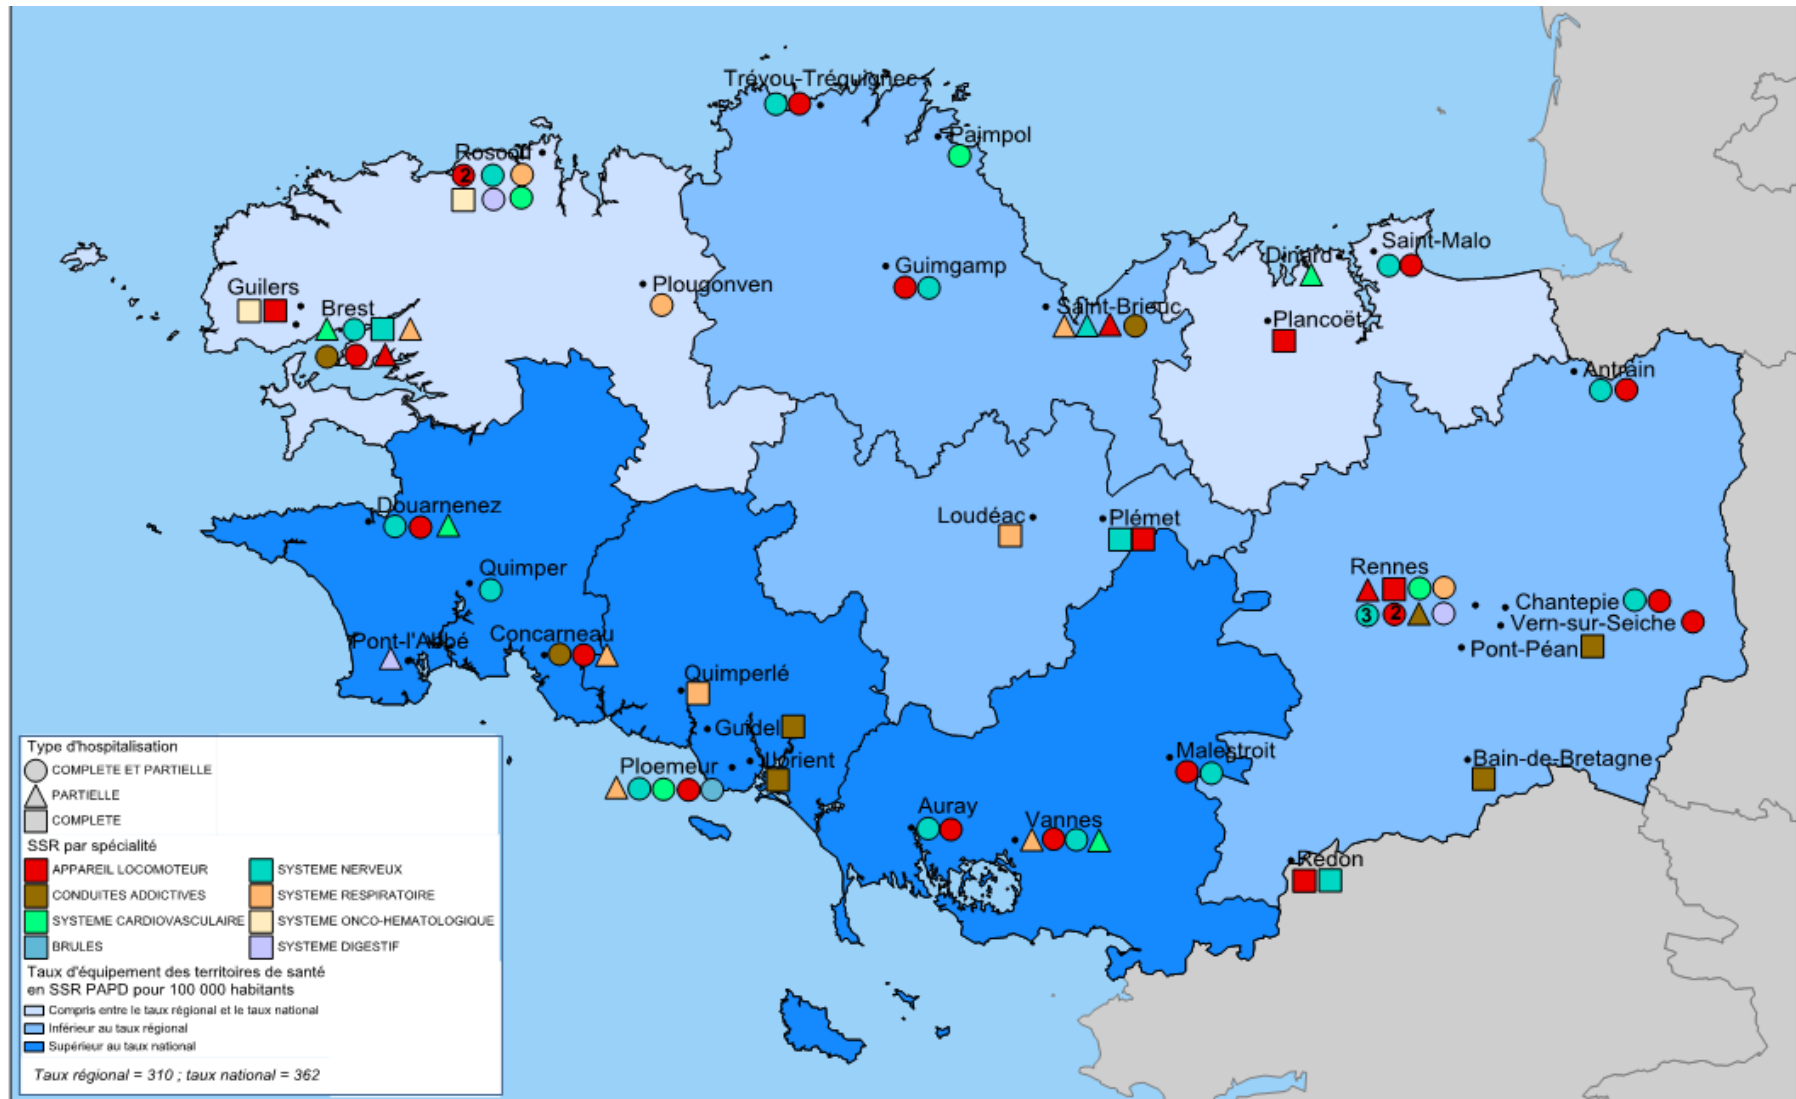 Trévou-Tréguignec
Paimpol
Roscoff
2
Saint-Malo
Dinard
Guimgamp
Plougonven
Guilers
Brest
Saint-Brieuc
Plancoët
Antrain
Douarnenez
Loudéac
Plémet
Quimper
Rennes
3
2
Chantepie
Vern-sur-Seiche
Pont-l'Abbé
Concarneau
Pont-Péan
Quimperlé
Guidel
Lorient
Ploemeur
Malestroit
Bain-de-Bretagne
Auray
Vannes
Redon
Type d'hospitalisation
COMPLETE ET PARTIELLE
PARTIELLE
COMPLETE
SSR par spécialité
APPAREIL LOCOMOTEUR
SYSTEME NERVEUX
CONDUITES ADDICTIVES
SYSTEME RESPIRATOIRE
SYSTEME CARDIOVASCULAIRE
SYSTEME ONCO-HEMATOLOGIQUE
BRULES
SYSTEME DIGESTIF
Taux d'équipement des territoires de santé
en SSR PAPD pour 100 000 habitants
Compris entre le taux régional et le taux national
Inférieur au taux régional
Supérieur au taux national
Taux régional = 310 ; taux national = 362